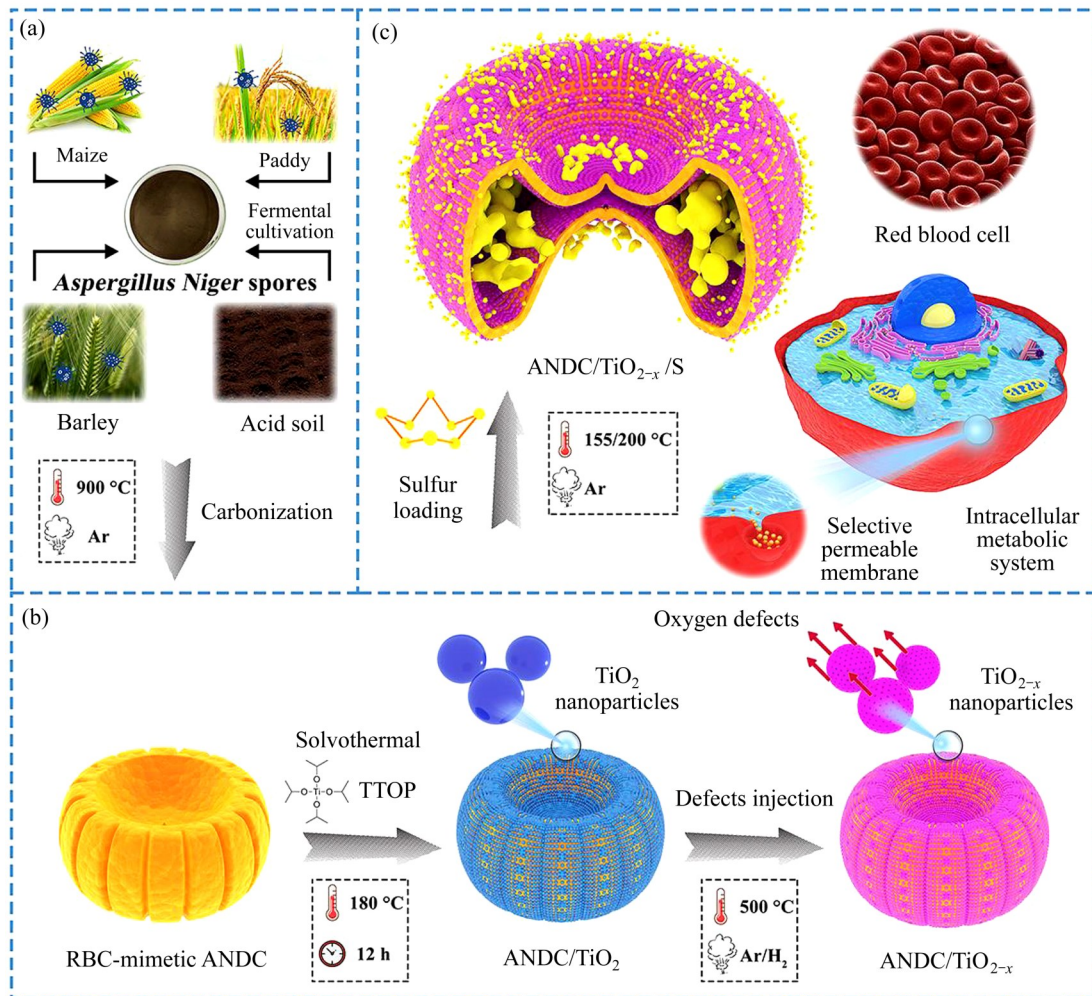 (a)
Maize
Paddy
Fermental
cultivation
Aspergillus Niger spores
Barley
Acid soil
900 °C
Ar
Carbonization
(c)
Red blood cell
ANDC/TiO₂₋ₓ /S
Sulfur
loading
155/200 °C
Ar
Selective
permeable
membrane
Intracellular
metabolic
system
(b)
Oxygen defects
TiO₂
nanoparticles
TiO₂₋ₓ
nanoparticles
Solvothermal
O
O–Ti–O
O
TTOP
Defects injection
180 °C
12 h
500 °C
Ar/H₂
RBC-mimetic ANDC
ANDC/TiO₂
ANDC/TiO₂₋ₓ